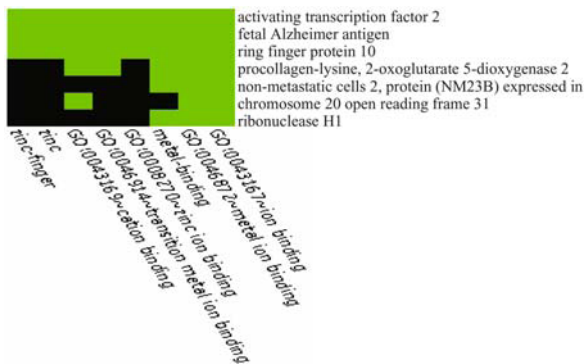 activating transcription factor 2
fetal Alzheimer antigen
ring finger protein 10
procollagen-lysine, 2-oxoglutarate 5-dioxygenase 2
non-metastatic cells 2, protein (NM23B) expressed in
chromosome 20 open reading frame 31
ribonuclease H1
zinc-finger
zinc
GO:0043169~cation binding
GO:0046914~transition metal ion binding
GO:0008270~zinc ion binding
metal-binding
GO:0046872~metal ion binding
GO:0043167~ion binding